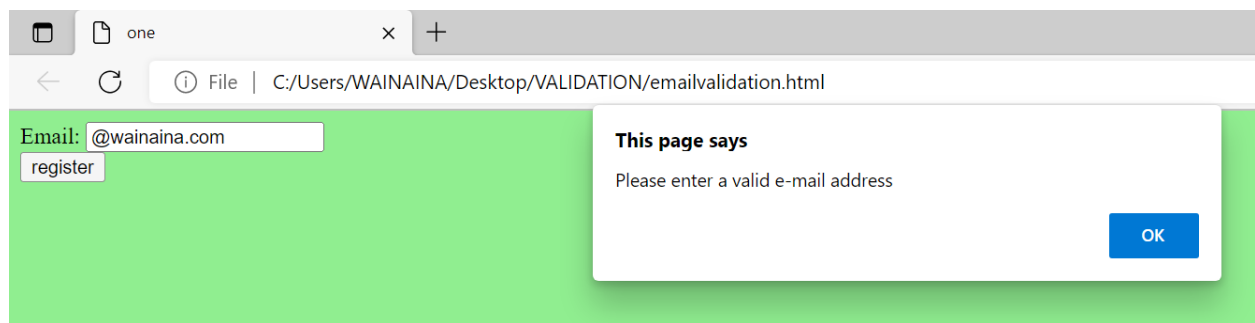 one
File | C:/Users/WAINAINA/Desktop/VALIDATION/emailvalidation.html
Email: @wainaina.com
register
This page says
Please enter a valid e-mail address
OK